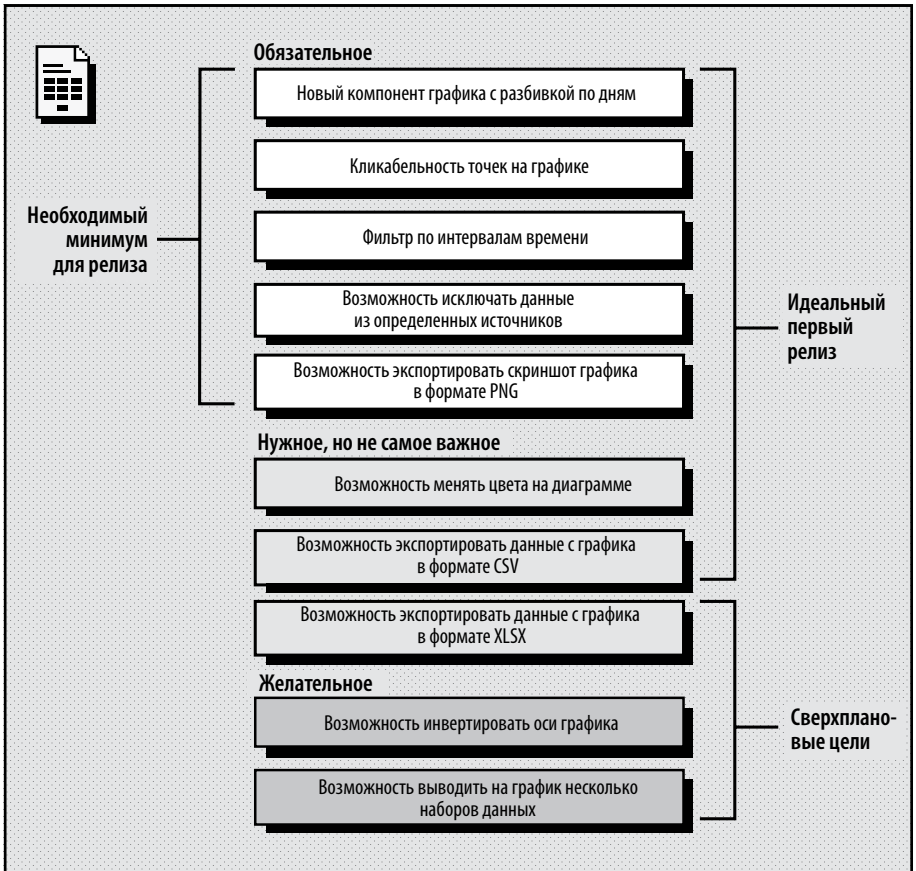 Обязательное
Новый компонент графика с разбивкой по дням
Кликабельность точек на графике
Необходимый
минимум
для релиза
Фильтр по интервалам времени
Возможность исключать данные
из определенных источников
Идеальный
первый
релиз
Возможность экспортировать скриншот графика
в формате PNG
Нужное, но не самое важное
Возможность менять цвета на диаграмме
Возможность экспортировать данные с графика
в формате CSV
Возможность экспортировать данные с графика
в формате XLSX
Желательное
Возможность инвертировать оси графика
Сверхплано-
вые цели
Возможность выводить на график несколько
наборов данных